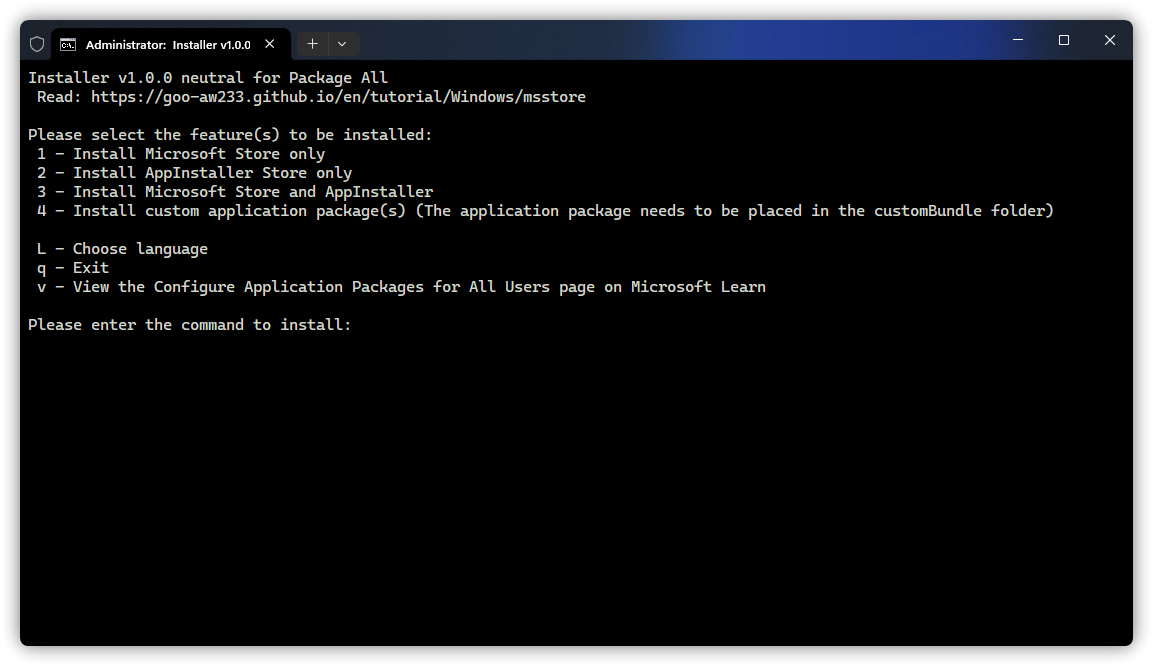 Administrator: Installer v1.0.0
Installer v1.0.0 neutral for Package All
Read: https://goo-aw233.github.io/en/tutorial/Windows/msstore
Please select the feature(s) to be installed:
1 - Install Microsoft Store only
2 - Install AppInstaller Store only
3 - Install Microsoft Store and AppInstaller
4 - Install custom application package(s) (The application package needs to be placed in the customBundle folder)
L - Choose language
q - Exit
v - View the Configure Application Packages for All Users page on Microsoft Learn
Please enter the command to install: